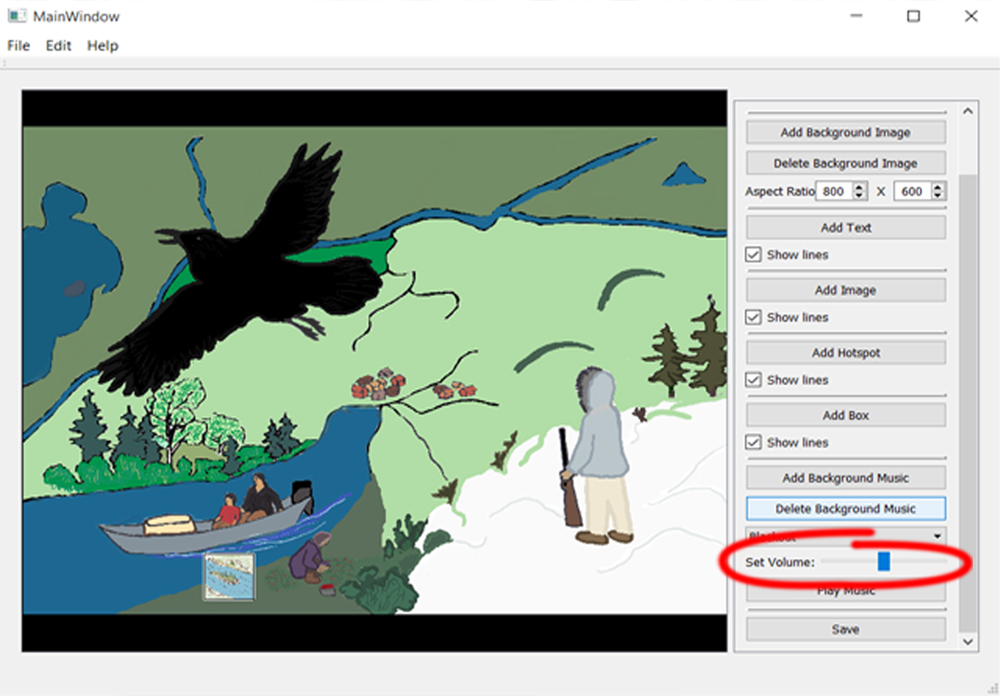 MainWindow
File Edit Help
Add Background Image
Delete Background Image
Aspect Ratio 800 X 600
Add Text
Show lines
Add Image
Show lines
Add Hotspot
Show lines
Add Box
Show lines
Add Background Music
Delete Background Music
Blackout
Set Volume:
Play Music
Save